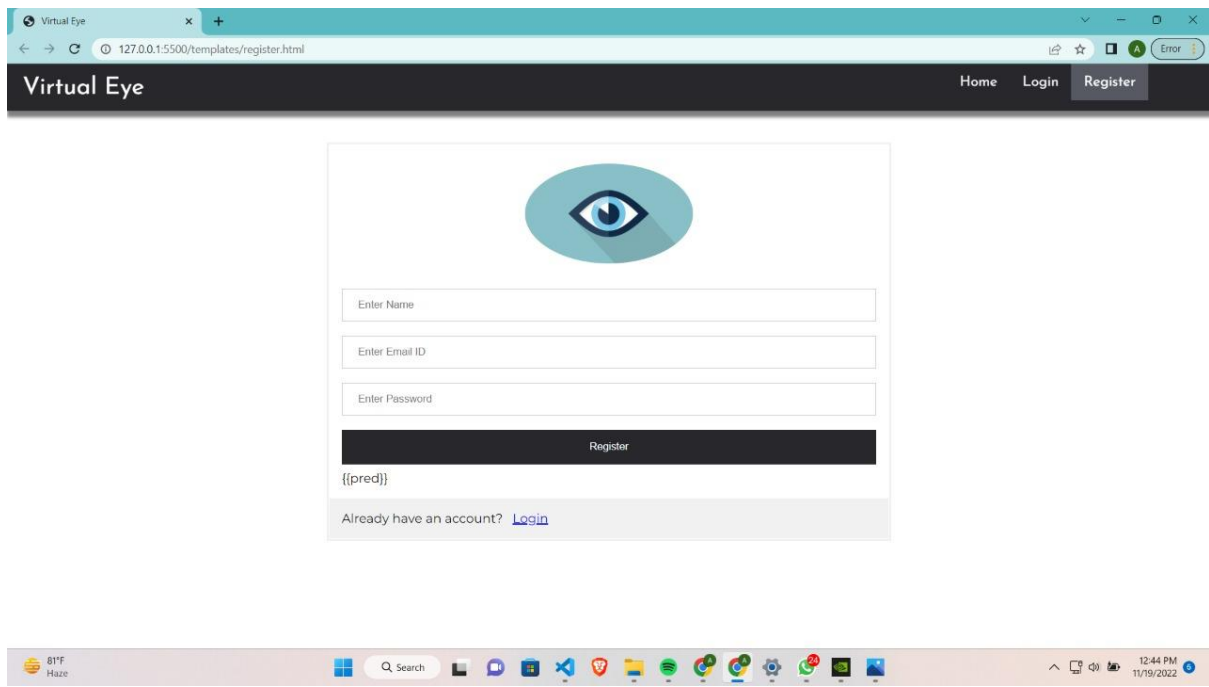 Virtual Eye
127.0.0.1:5500/templates/register.html
A
Error
Virtual Eye
Home Login Register
Enter Name
Enter Email ID
Enter Password
Register
{{pred}}
Already have an account? Login
81°F
Haze
Search
24
12:44 PM
11/19/2022